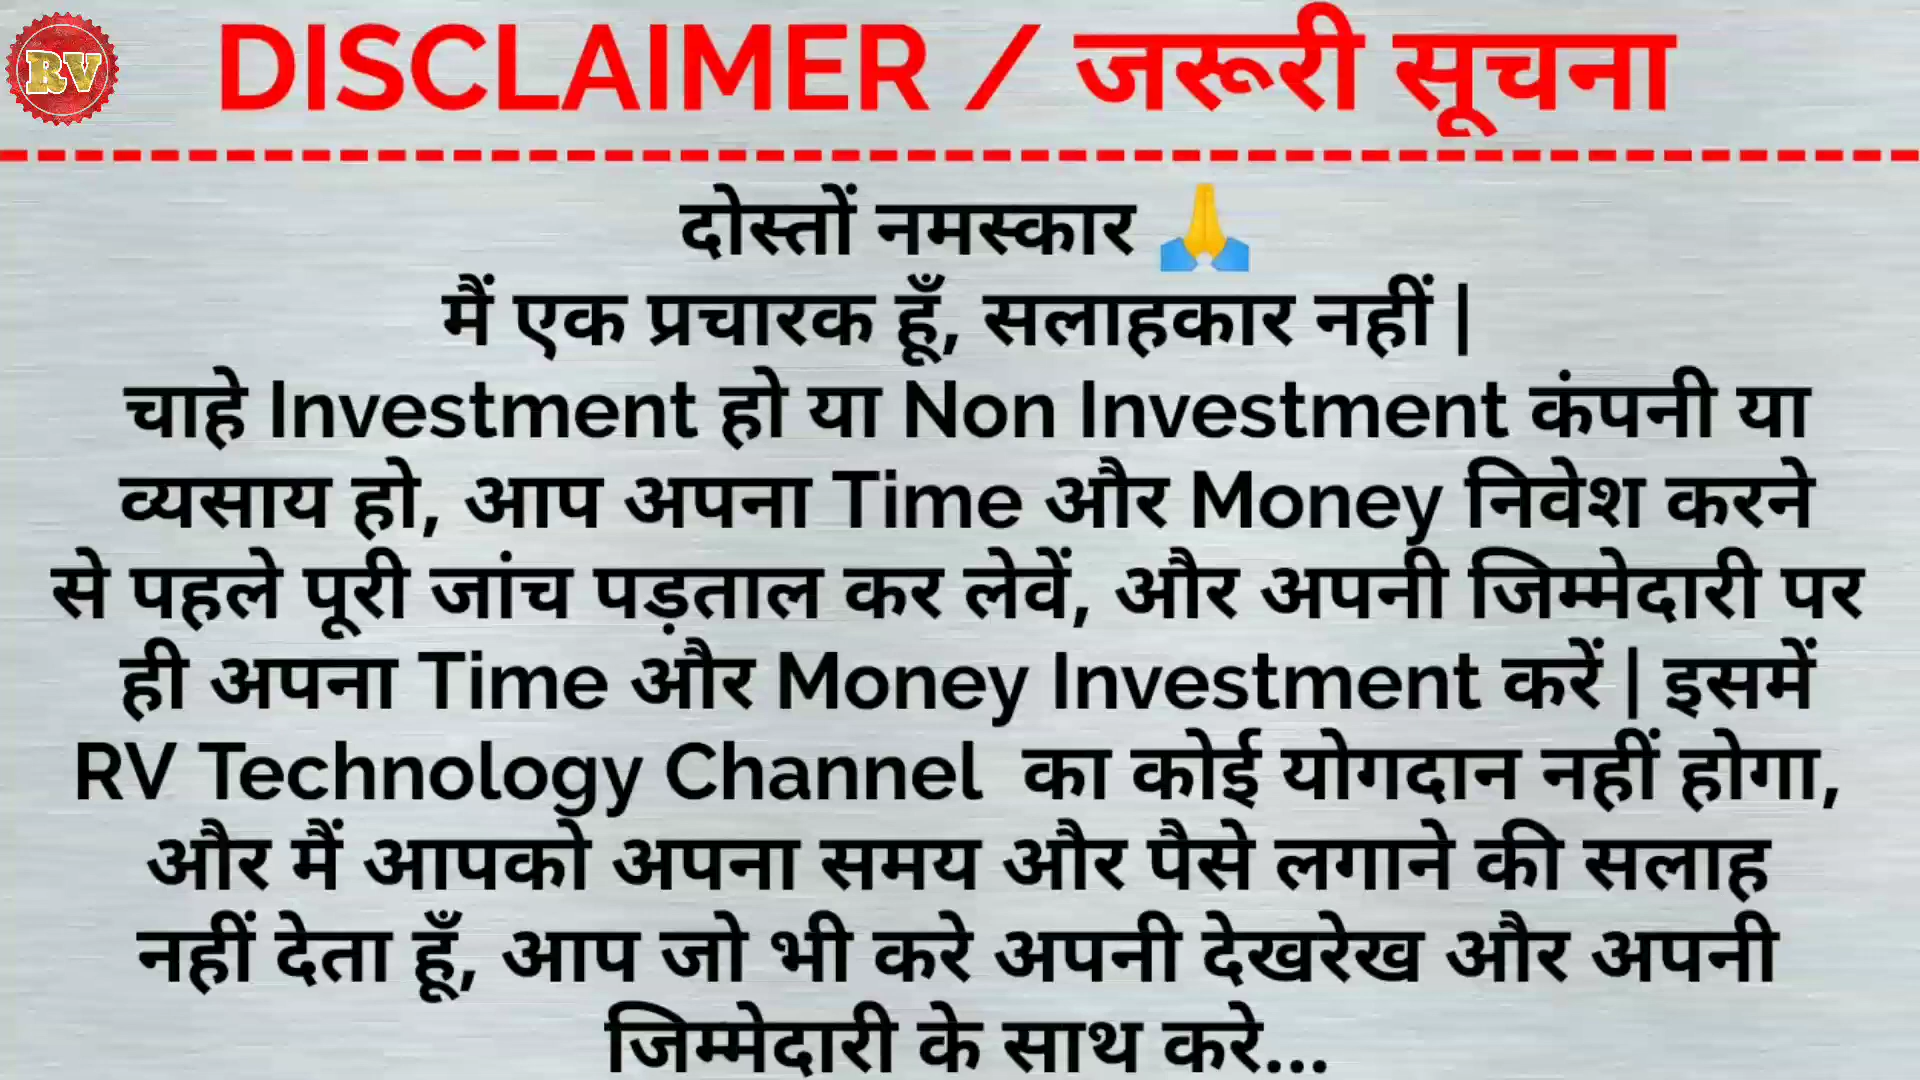 RV
DISCLAIMER / जरूरी सूचना
दोस्तों नमस्कार 🙏
मैं एक प्रचारक हूँ, सलाहकार नहीं |
चाहे Investment हो या Non Investment कंपनी या
व्यसाय हो, आप अपना Time और Money निवेश करने
से पहले पूरी जांच पड़ताल कर लेवें, और अपनी जिम्मेदारी पर
ही अपना Time और Money Investment करें | इसमें
RV Technology Channel का कोई योगदान नहीं होगा,
और मैं आपको अपना समय और पैसे लगाने की सलाह
नहीं देता हूँ, आप जो भी करे अपनी देखरेख और अपनी
जिम्मेदारी के साथ करे...